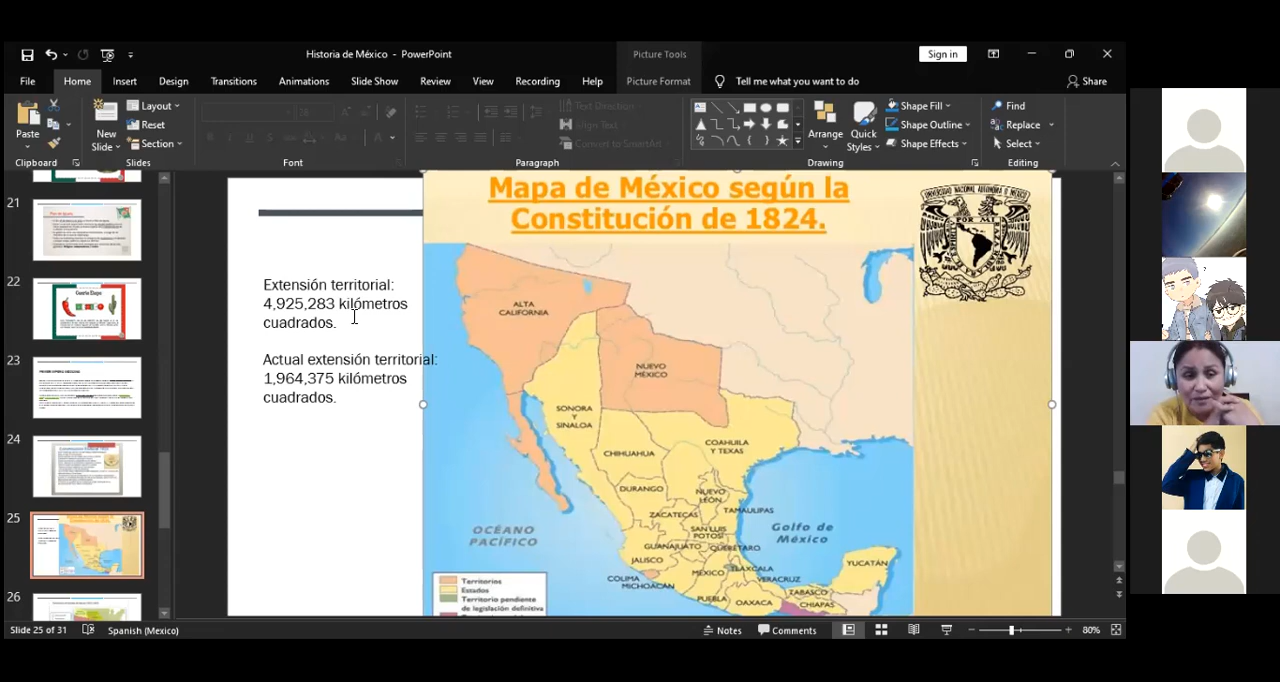 Historia de México - PowerPoint
Picture Tools
Sign in
File
Home
Insert
Design
Transitions
Animations
Slide Show
Review
View
Recording
Help
Picture Format
Tell me what you want to do
Share
Paste
New
Slide
Layout
Reset
Section
Text Direction
Align Text
Convert to SmartArt
Arrange
Quick
Styles
Shape Fill
Shape Outline
Shape Effects
Find
Replace
Select
Clipboard
Slides
Font
Paragraph
Drawing
Editing
21
22
23
24
25
26
Mapa de México según la
Constitución de 1824.
Extensión territorial:
4,925,283 kilómetros
cuadrados.
Actual extensión territorial:
1,964,375 kilómetros
cuadrados.
ALTA
CALIFORNIA
NUEVO
MÉXICO
SONORA
Y
SINALOA
CHIHUAHUA
COAHUILA
Y TEXAS
DURANGO
NUEVO
LEÓN
TAMAULIPAS
ZACATECAS
SAN LUIS
POTOSÍ
GUANAJUATO
QUERÉTARO
JALISCO
COLIMA
MICHOACÁN
MÉXICO
TLAXCALA
VERACRUZ
PUEBLA
OAXACA
TABASCO
CHIAPAS
YUCATÁN
OCÉANO
PACÍFICO
Golfo de
México
Territorios
Estados
Territorio pendiente
de legislación definitiva
Slide 25 of 31
Spanish (Mexico)
Notes
Comments
80%